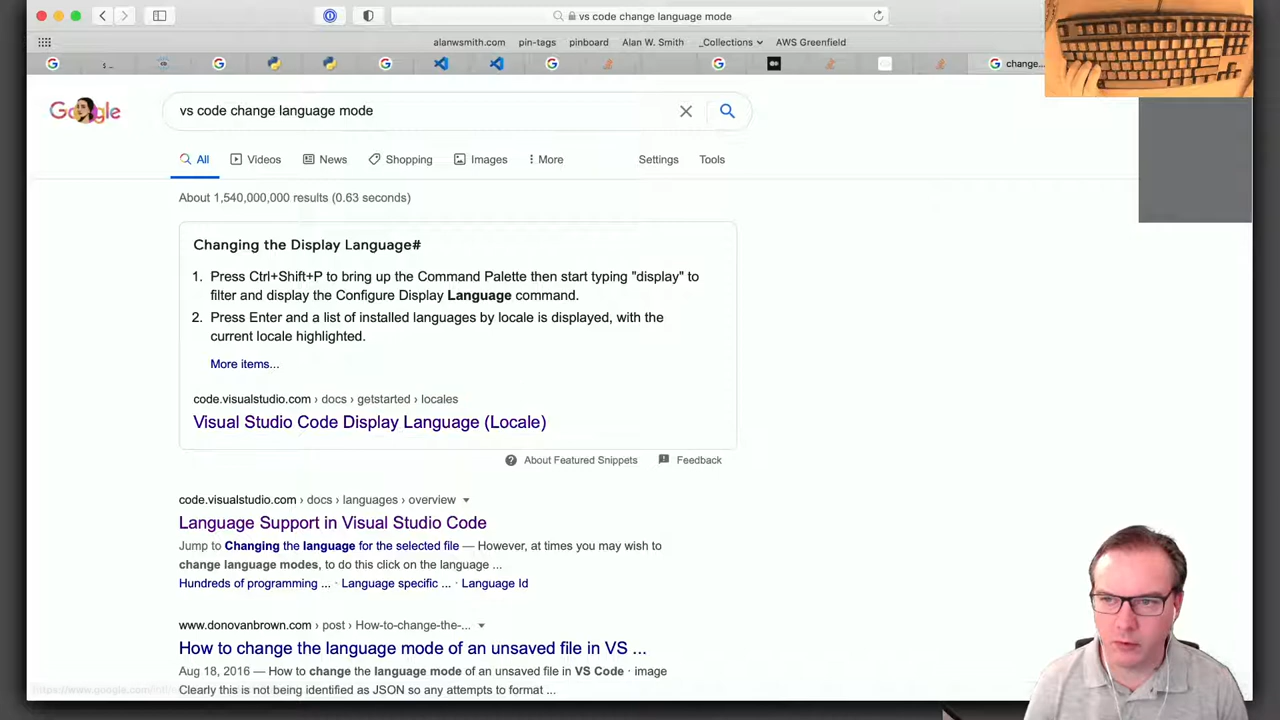 vs code change language mode
alanwsmith.com pin-tags pinboard Alan W. Smith _Collections AWS Greenfield
change...
Google
vs code change language mode
All Videos News Shopping Images More Settings Tools
About 1,540,000,000 results (0.63 seconds)
Changing the Display Language#
1. Press Ctrl+Shift+P to bring up the Command Palette then start typing "display" to
filter and display the Configure Display Language command.
2. Press Enter and a list of installed languages by locale is displayed, with the
current locale highlighted.
More items...
code.visualstudio.com › docs › getstarted › locales
Visual Studio Code Display Language (Locale)
About Featured Snippets Feedback
code.visualstudio.com › docs › languages › overview
Language Support in Visual Studio Code
Jump to Changing the language for the selected file — However, at times you may wish to
change language modes, to do this click on the language ...
Hundreds of programming ... · Language specific ... · Language Id
www.donovanbrown.com › post › How-to-change-the-...
How to change the language mode of an unsaved file in VS ...
Aug 18, 2016 — How to change the language mode of an unsaved file in VS Code · image
Clearly this is not being identified as JSON so any attempts to format ...